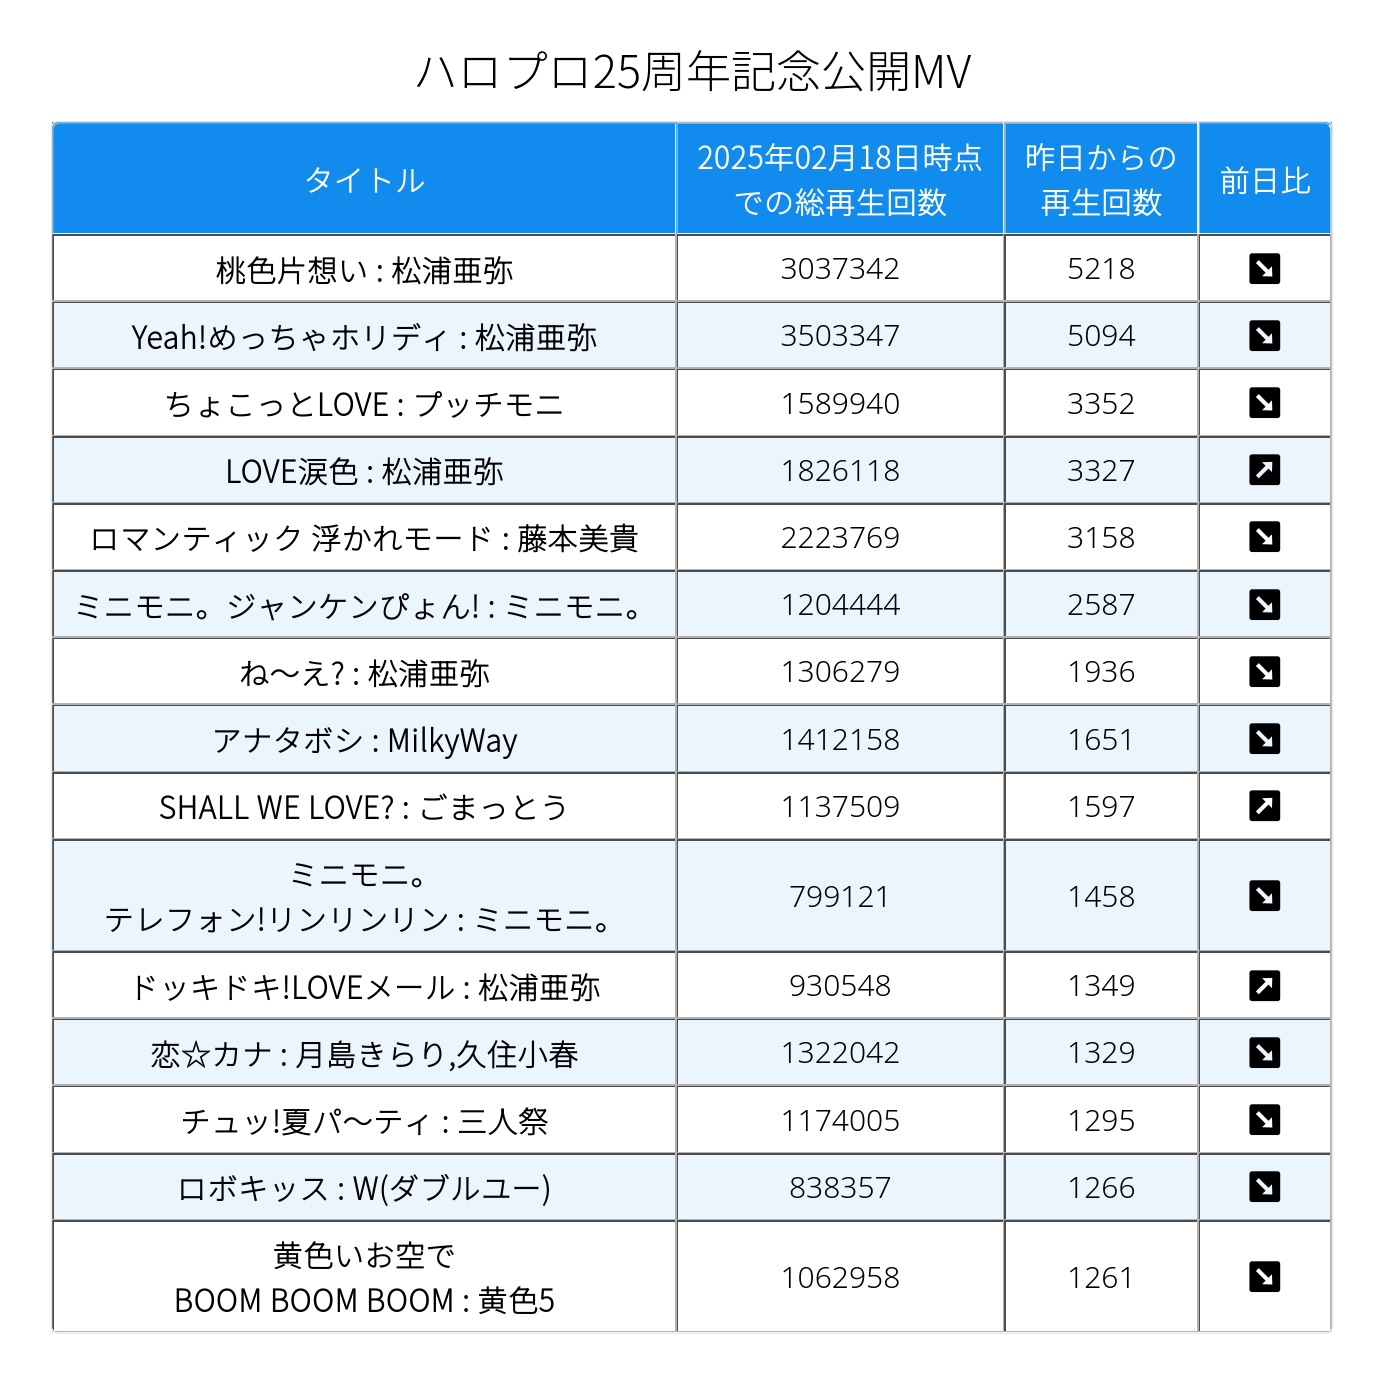 ハロプロ25周年記念公開MV
タイトル
2025年02月18日時点
での総再生回数
昨日からの
再生回数
前日比
桃色片想い : 松浦亜弥 3037342 5218
Yeah!めっちゃホリディ : 松浦亜弥 3503347 5094
ちょこっとLOVE : プッチモニ 1589940 3352
LOVE涙色 : 松浦亜弥 1826118 3327
ロマンティック 浮かれモード : 藤本美貴 2223769 3158
ミニモニ。ジャンケンぴょん! : ミニモニ。 1204444 2587
ね〜え? : 松浦亜弥 1306279 1936
アナタボシ : MilkyWay 1412158 1651
SHALL WE LOVE? : ごまっとう 1137509 1597
ミニモニ。
テレフォン!リンリンリン : ミニモニ。 799121 1458
ドッキドキ!LOVEメール : 松浦亜弥 930548 1349
恋☆カナ : 月島きらり,久住小春 1322042 1329
チュッ!夏パ〜ティ : 三人祭 1174005 1295
ロボキッス : W(ダブルユー) 838357 1266
黄色いお空で
BOOM BOOM BOOM : 黄色5 1062958 1261